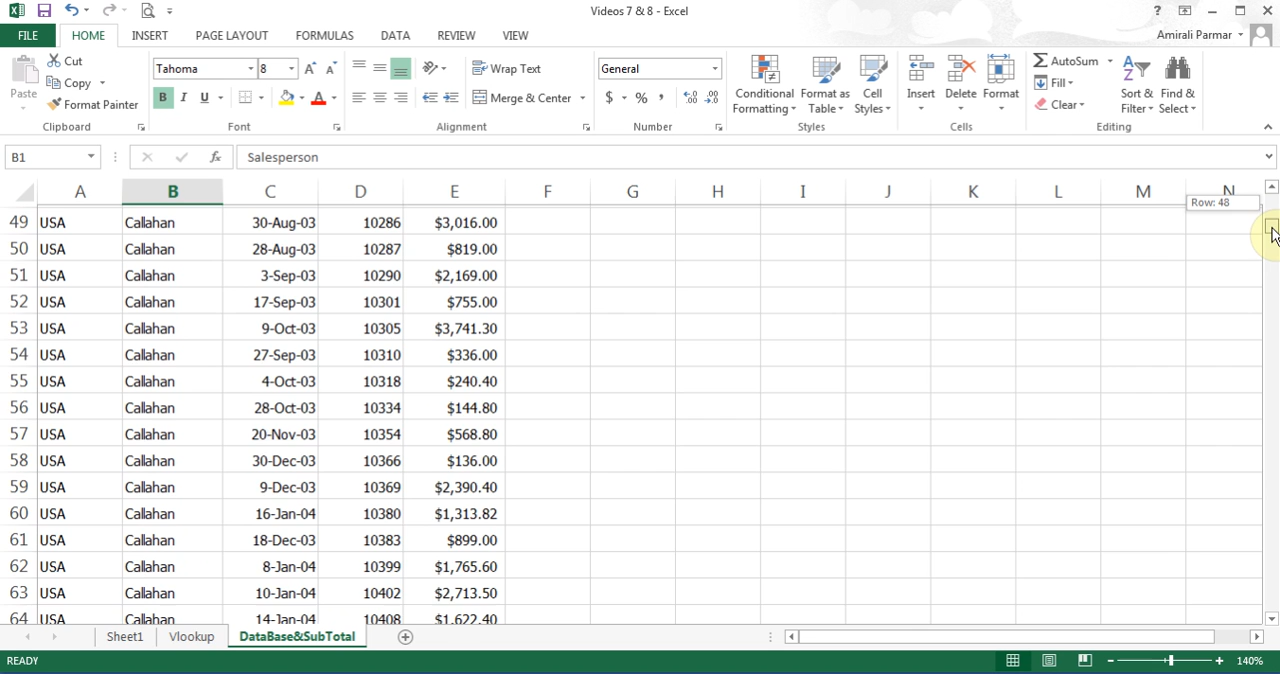 Videos 7 & 8 - Excel
?
FILE HOME INSERT PAGE LAYOUT FORMULAS DATA REVIEW VIEW Amirali Parmar
Paste
Cut
Copy
Format Painter
Clipboard
Tahoma 8
B I U A
Font
Wrap Text
Merge & Center
Alignment
General
$ % ,
Number
Conditional Formatting
Format as Table
Cell Styles
Styles
Insert Delete Format
Cells
AutoSum
Fill
Clear
Sort & Filter
Find & Select
Editing
B1 fx Salesperson
A B C D E F G H I J K L M N
Row: 48
49 USA Callahan 30-Aug-03 10286 $3,016.00
50 USA Callahan 28-Aug-03 10287 $819.00
51 USA Callahan 3-Sep-03 10290 $2,169.00
52 USA Callahan 17-Sep-03 10301 $755.00
53 USA Callahan 9-Oct-03 10305 $3,741.30
54 USA Callahan 27-Sep-03 10310 $336.00
55 USA Callahan 4-Oct-03 10318 $240.40
56 USA Callahan 28-Oct-03 10334 $144.80
57 USA Callahan 20-Nov-03 10354 $568.80
58 USA Callahan 30-Dec-03 10366 $136.00
59 USA Callahan 9-Dec-03 10369 $2,390.40
60 USA Callahan 16-Jan-04 10380 $1,313.82
61 USA Callahan 18-Dec-03 10383 $899.00
62 USA Callahan 8-Jan-04 10399 $1,765.60
63 USA Callahan 10-Jan-04 10402 $2,713.50
64 USA Callahan 14-Jan-04 10408 $1,622.40
Sheet1 Vlookup DataBase&SubTotal
READY 140%